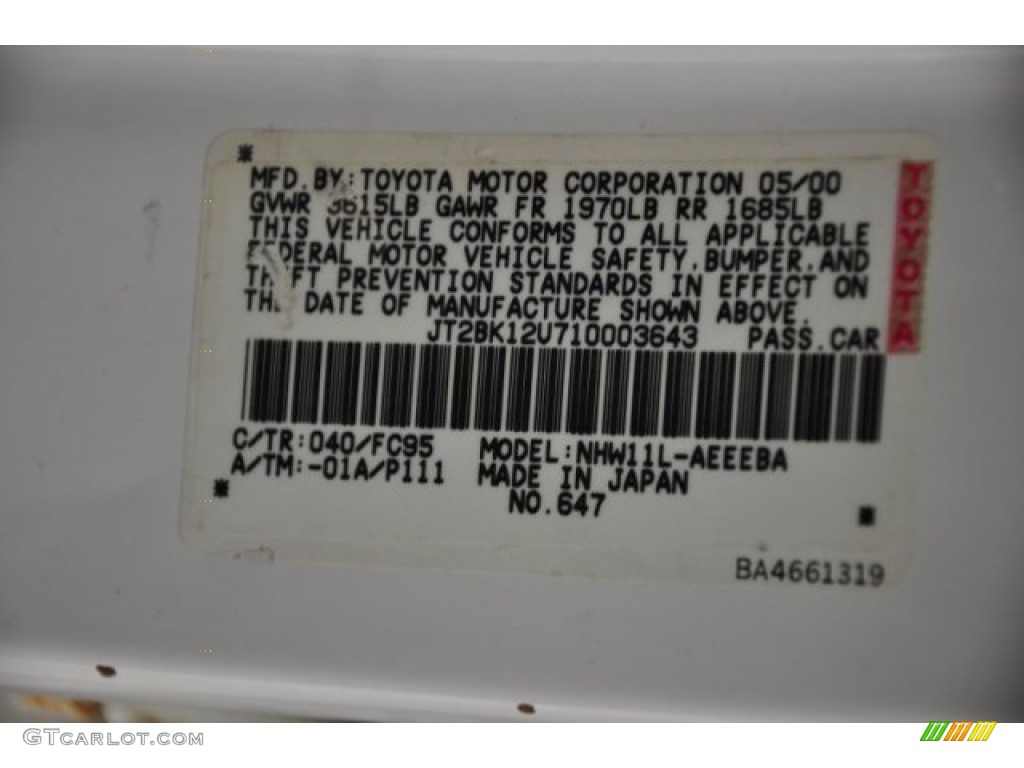 MFD.BY:TOYOTA MOTOR CORPORATION 05/00
GVWR 3615LB GAWR FR 1970LB RR 1685LB
THIS VEHICLE CONFORMS TO ALL APPLICABLE
FEDERAL MOTOR VEHICLE SAFETY,BUMPER,AND
THEFT PREVENTION STANDARDS IN EFFECT ON
THE DATE OF MANUFACTURE SHOWN ABOVE.
JT2BK12U710003643 PASS.CAR
TOYOTA
C/TR:040/FC95 MODEL:NHW11L-AEEEBA
A/TM:-01A/P111 MADE IN JAPAN
NO.647
BA4661319
GTCARLOT.COM